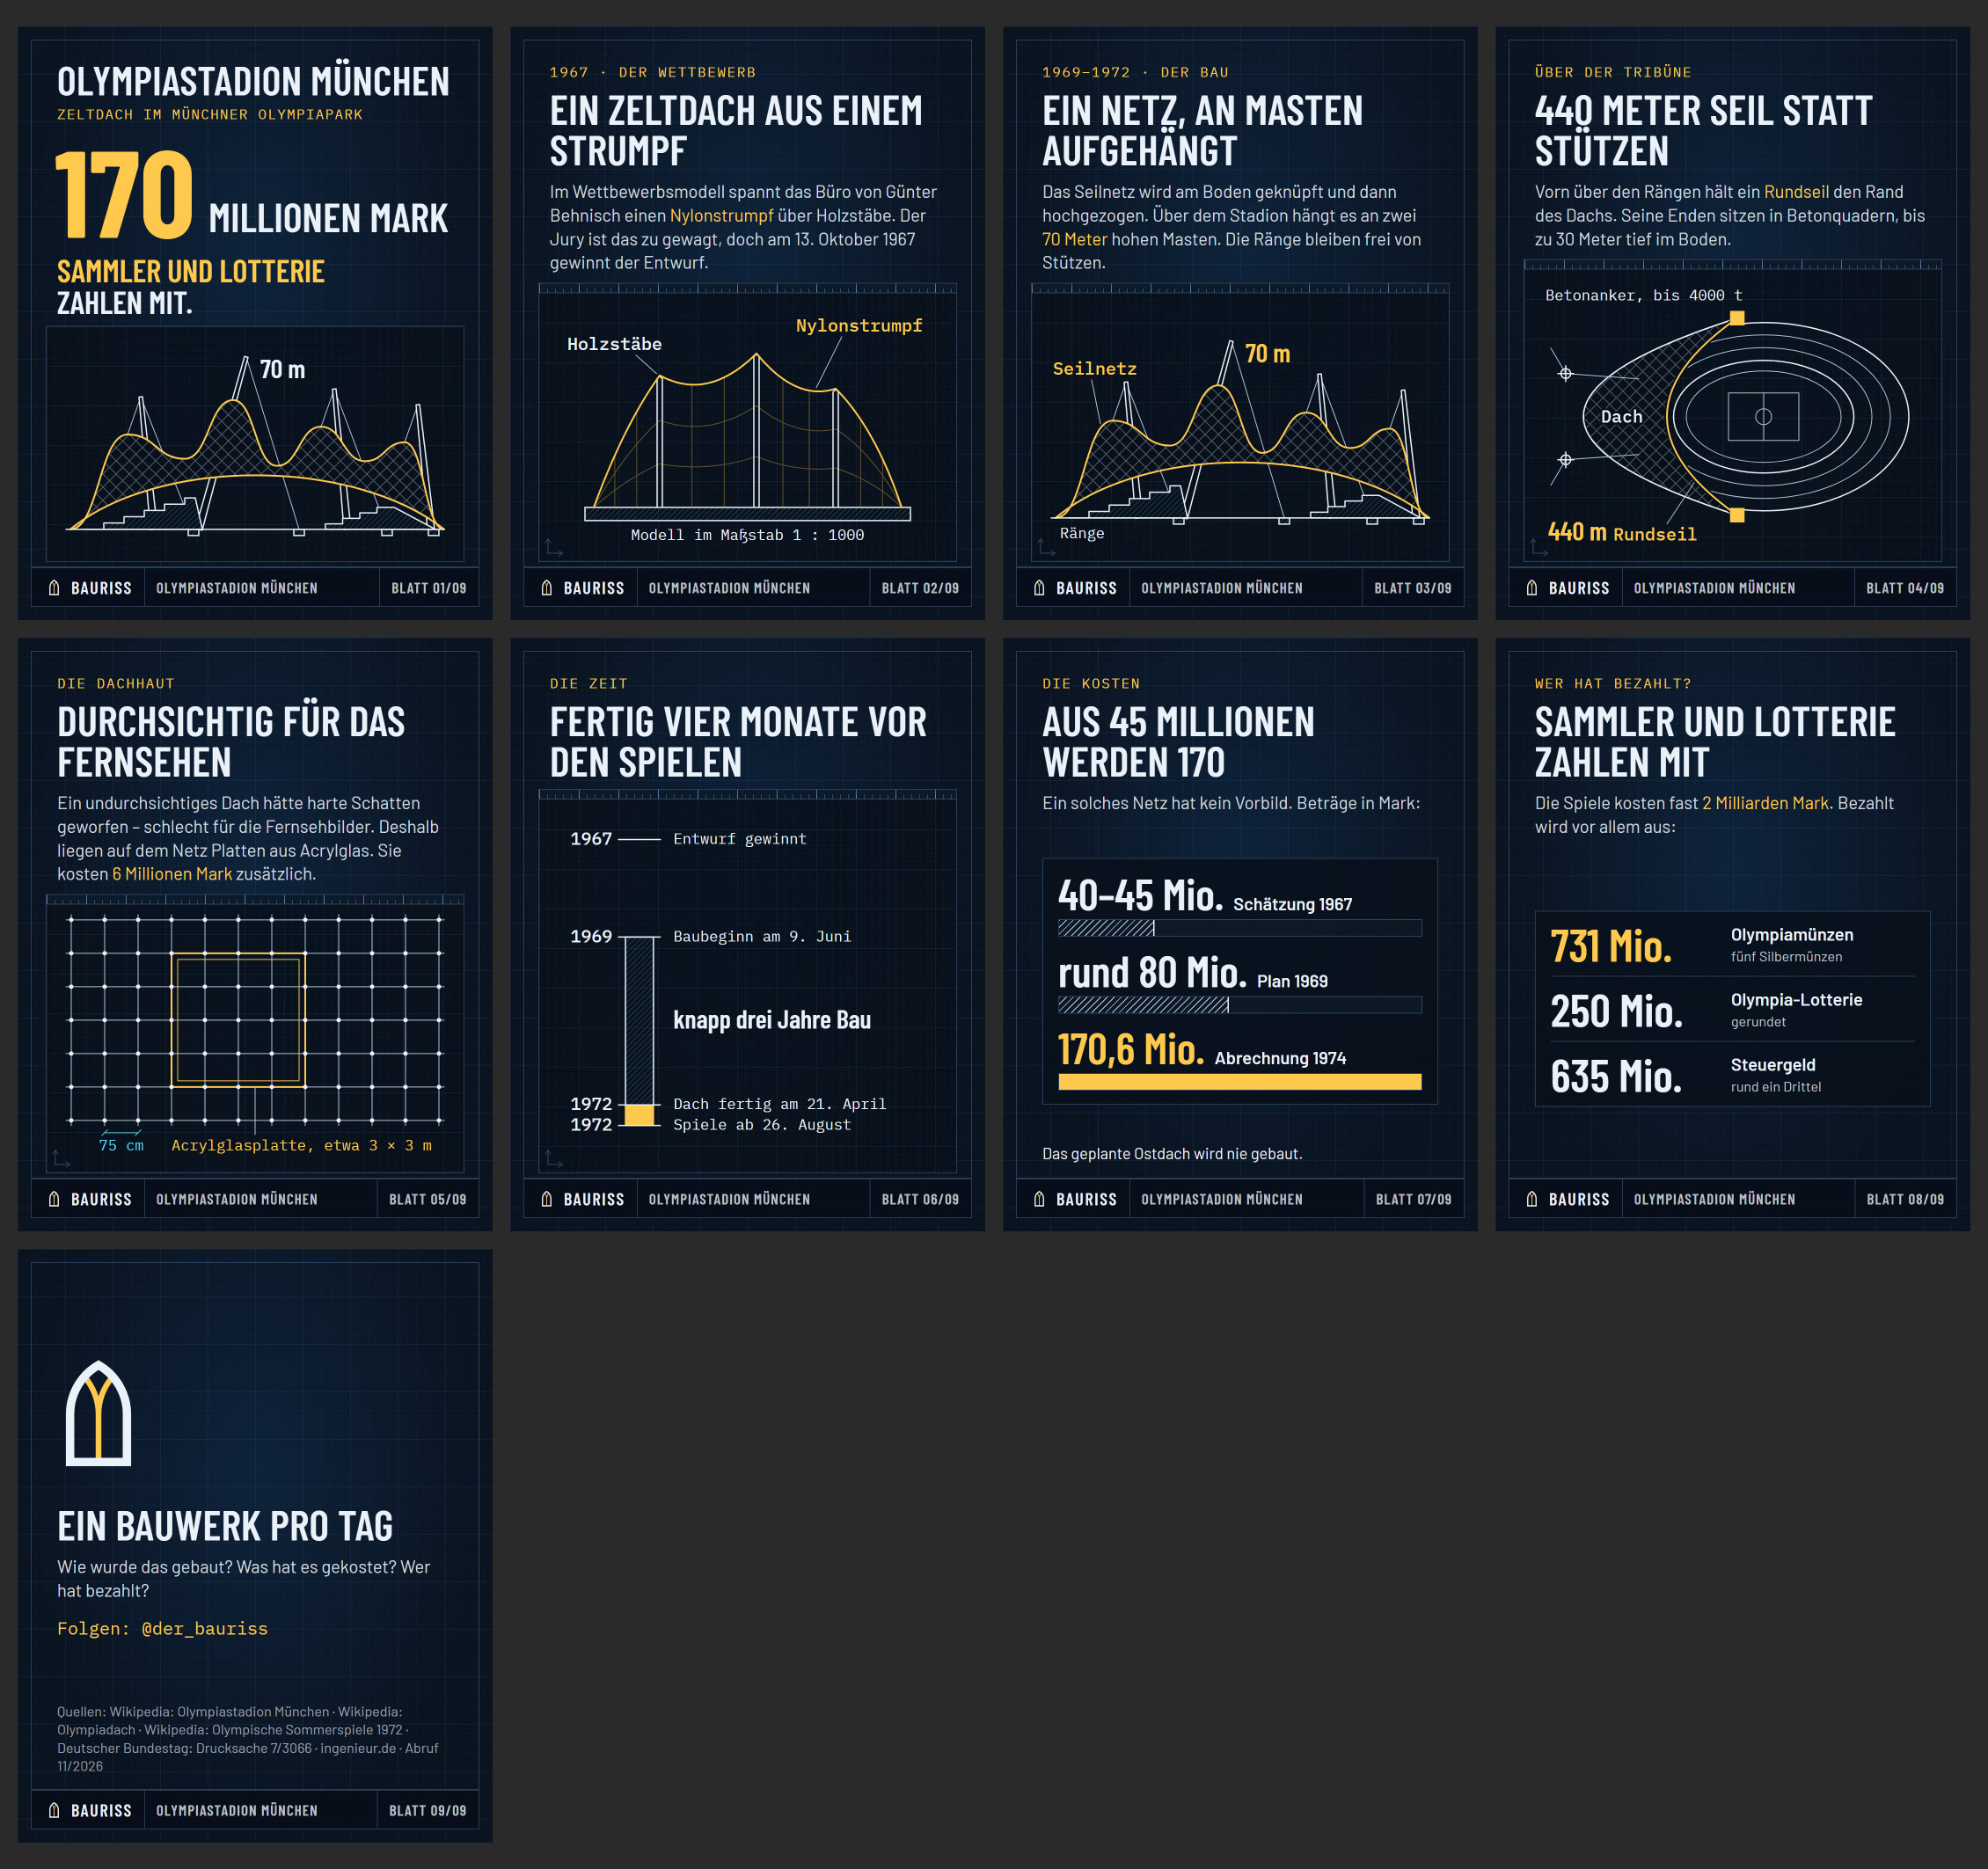 OLYMPIASTADION MÜNCHEN
ZELTDACH IM MÜNCHNER OLYMPIAPARK
170 MILLIONEN MARK
SAMMLER UND LOTTERIE
ZAHLEN MIT.
70 m
BAURISS OLYMPIASTADION MÜNCHEN BLATT 01/09
1967 · DER WETTBEWERB
EIN ZELTDACH AUS EINEM
STRUMPF
Im Wettbewerbsmodell spannt das Büro von Günter
Behnisch einen Nylonstrumpf über Holzstäbe. Der
Jury ist das zu gewagt, doch am 13. Oktober 1967
gewinnt der Entwurf.
Nylonstrumpf
Holzstäbe
Modell im Maßstab 1 : 1000
BAURISS OLYMPIASTADION MÜNCHEN BLATT 02/09
1969–1972 · DER BAU
EIN NETZ, AN MASTEN
AUFGEHÄNGT
Das Seilnetz wird am Boden geknüpft und dann
hochgezogen. Über dem Stadion hängt es an zwei
70 Meter hohen Masten. Die Ränge bleiben frei von
Stützen.
70 m
Seilnetz
Ränge
BAURISS OLYMPIASTADION MÜNCHEN BLATT 03/09
ÜBER DER TRIBÜNE
440 METER SEIL STATT
STÜTZEN
Vorn über den Rängen hält ein Rundseil den Rand
des Dachs. Seine Enden sitzen in Betonquadern, bis
zu 30 Meter tief im Boden.
Betonanker, bis 4000 t
Dach
440 m Rundseil
BAURISS OLYMPIASTADION MÜNCHEN BLATT 04/09
DIE DACHHAUT
DURCHSICHTIG FÜR DAS
FERNSEHEN
Ein undurchsichtiges Dach hätte harte Schatten
geworfen – schlecht für die Fernsehbilder. Deshalb
liegen auf dem Netz Platten aus Acrylglas. Sie
kosten 6 Millionen Mark zusätzlich.
75 cm Acrylglasplatte, etwa 3 × 3 m
BAURISS OLYMPIASTADION MÜNCHEN BLATT 05/09
DIE ZEIT
FERTIG VIER MONATE VOR
DEN SPIELEN
1967 Entwurf gewinnt
1969 Baubeginn am 9. Juni
knapp drei Jahre Bau
1972 Dach fertig am 21. April
1972 Spiele ab 26. August
BAURISS OLYMPIASTADION MÜNCHEN BLATT 06/09
DIE KOSTEN
AUS 45 MILLIONEN
WERDEN 170
Ein solches Netz hat kein Vorbild. Beträge in Mark:
40–45 Mio. Schätzung 1967
rund 80 Mio. Plan 1969
170,6 Mio. Abrechnung 1974
Das geplante Ostdach wird nie gebaut.
BAURISS OLYMPIASTADION MÜNCHEN BLATT 07/09
WER HAT BEZAHLT?
SAMMLER UND LOTTERIE
ZAHLEN MIT
Die Spiele kosten fast 2 Milliarden Mark. Bezahlt
wird vor allem aus:
731 Mio. Olympiamünzen
fünf Silbermünzen
250 Mio. Olympia-Lotterie
gerundet
635 Mio. Steuergeld
rund ein Drittel
BAURISS OLYMPIASTADION MÜNCHEN BLATT 08/09
EIN BAUWERK PRO TAG
Wie wurde das gebaut? Was hat es gekostet? Wer
hat bezahlt?
Folgen: @der_bauriss
Quellen: Wikipedia: Olympiastadion München · Wikipedia:
Olympiadach · Wikipedia: Olympische Sommerspiele 1972 ·
Deutscher Bundestag: Drucksache 7/3066 · ingenieur.de · Abruf
11/2026
BAURISS OLYMPIASTADION MÜNCHEN BLATT 09/09